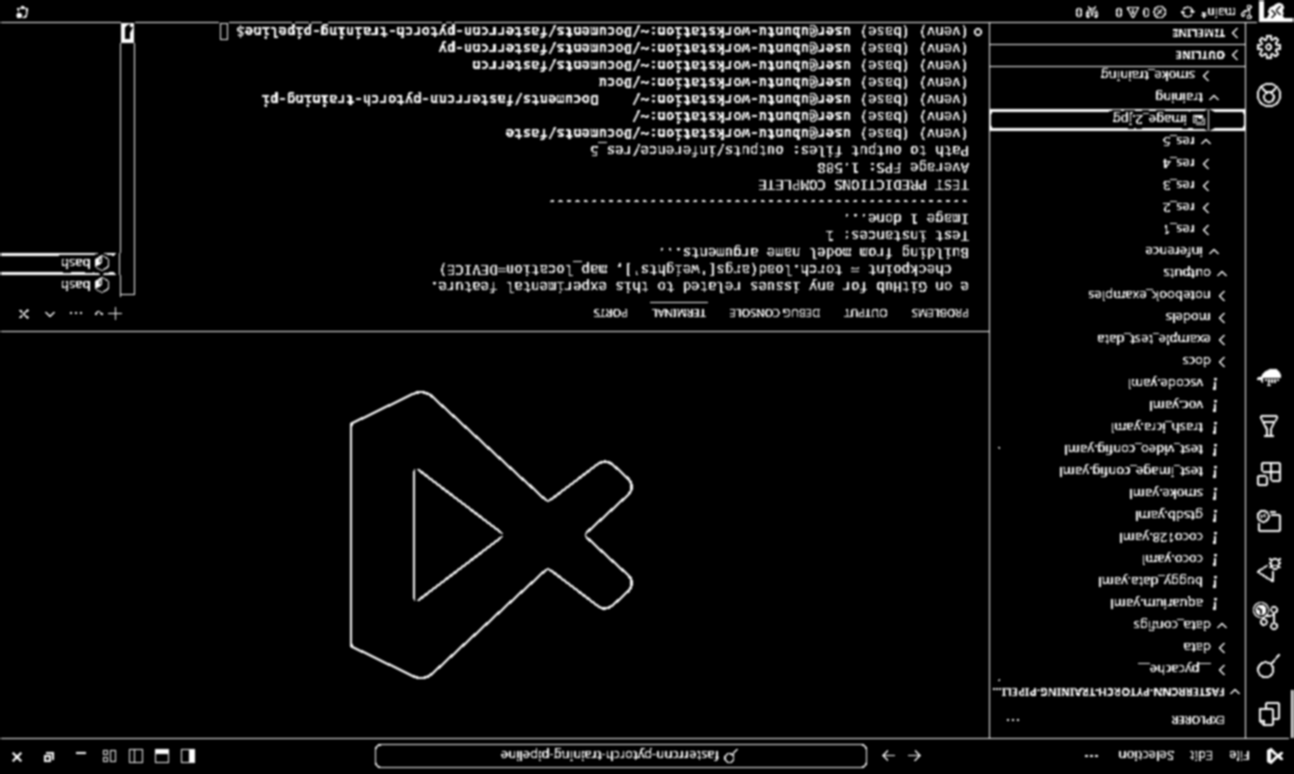 File Edit Selection ... fasterrcnn-pytorch-training-pipeline
EXPLORER ...
FASTERRCNN-PYTORCH-TRAINING-PIPELI...
__pycache__
data
data_configs
! aquarium.yaml
! buggy_data.yaml
! coco.yaml
! coco128.yaml
! gtsdb.yaml
! smoke.yaml
! test_image_config.yaml
! test_video_config.yaml
! trash_icra.yaml
! voc.yaml
! vscode.yaml
docs
example_test_data
models
notebook_examples
outputs
inference
res_1
res_2
res_3
res_4
res_5
image_2.jpg
training
smoke_training
OUTLINE
TIMELINE
PROBLEMS OUTPUT DEBUG CONSOLE TERMINAL PORTS
e on GitHub for any issues related to this experimental feature.
checkpoint = torch.load(args['weights'], map_location=DEVICE)
Building from model name arguments...
Test instances: 1
Image 1 done...
--------------------------------------------------
TEST PREDICTIONS COMPLETE
Average FPS: 1.588
Path to output files: outputs/inference/res_5
(venv) (base) user@ubuntu-workstation:~/Documents/faste
(venv) (base) user@ubuntu-workstation:~/
(venv) (base) user@ubuntu-workstation:~/ Documents/fasterrcnn-pytorch-training-pi
(venv) (base) user@ubuntu-workstation:~/Docu
(venv) (base) user@ubuntu-workstation:~/Documents/fasterrcn
(venv) (base) user@ubuntu-workstation:~/Documents/fasterrcnn-py
(venv) (base) user@ubuntu-workstation:~/Documents/fasterrcnn-pytorch-training-pipeline$
bash
bash
main* 0 0 0